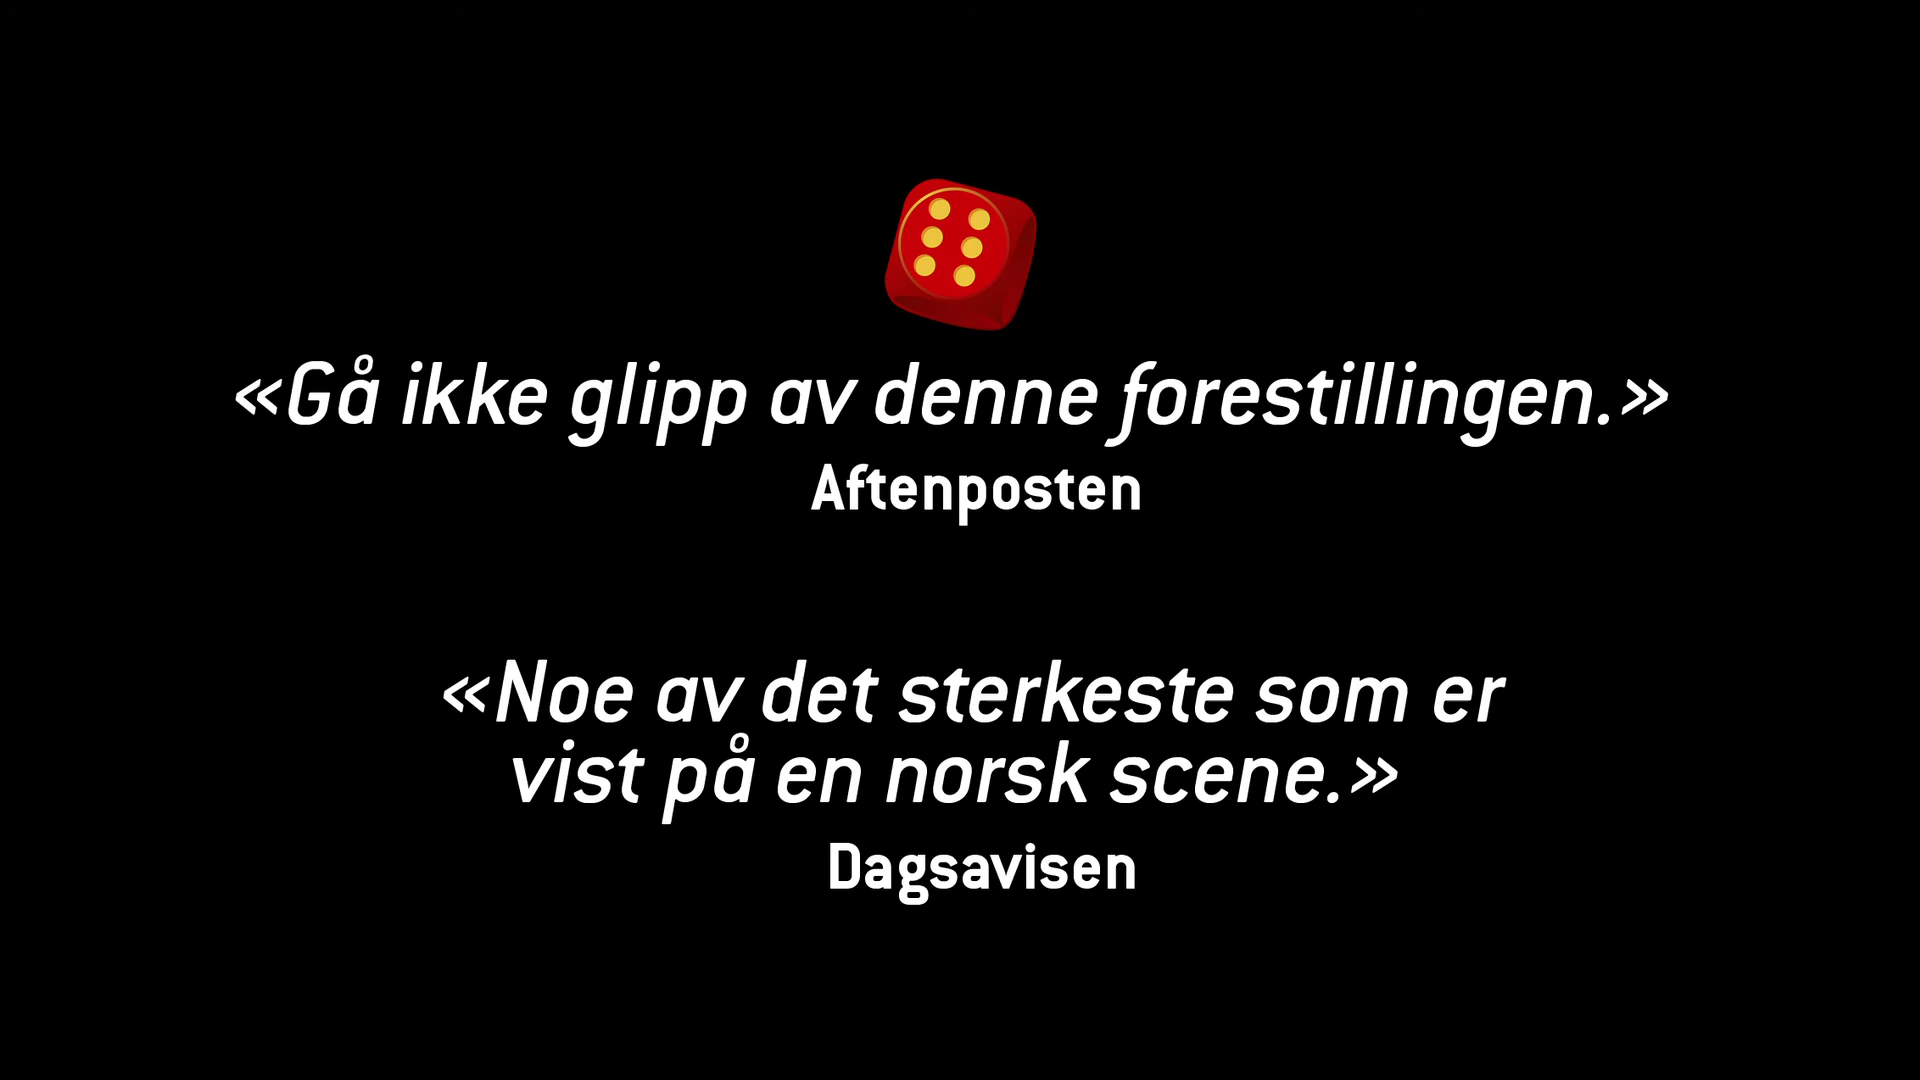 «Gå ikke glipp av denne forestillingen.»
Aftenposten
«Noe av det sterkeste som er
vist på en norsk scene.»
Dagsavisen